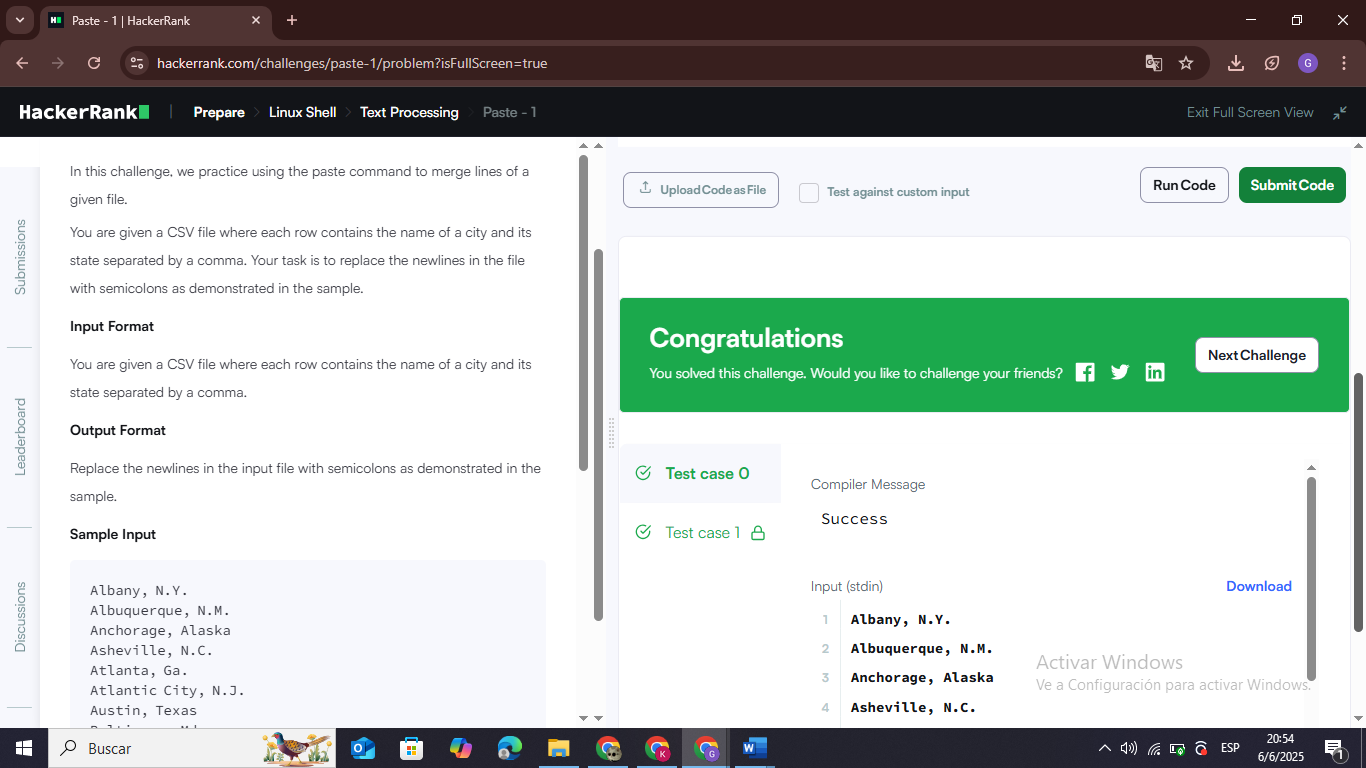 Paste - 1 | HackerRank
hackerrank.com/challenges/paste-1/problem?isFullScreen=true
G
HackerRank
Prepare
Linux Shell
Text Processing
Paste - 1
Exit Full Screen View
Submissions
Leaderboard
Discussions
In this challenge, we practice using the paste command to merge lines of a
given file.
You are given a CSV file where each row contains the name of a city and its
state separated by a comma. Your task is to replace the newlines in the file
with semicolons as demonstrated in the sample.
Input Format
You are given a CSV file where each row contains the name of a city and its
state separated by a comma.
Output Format
Replace the newlines in the input file with semicolons as demonstrated in the
sample.
Sample Input
Albany, N.Y.
Albuquerque, N.M.
Anchorage, Alaska
Asheville, N.C.
Atlanta, Ga.
Atlantic City, N.J.
Austin, Texas
Upload Code as File
Test against custom input
Run Code
Submit Code
Congratulations
You solved this challenge. Would you like to challenge your friends?
Next Challenge
Test case 0
Test case 1
Compiler Message
Success
Input (stdin)
Download
1 Albany, N.Y.
2 Albuquerque, N.M.
3 Anchorage, Alaska
4 Asheville, N.C.
Activar Windows
Ve a Configuración para activar Windows.
Buscar
ESP
20:54
6/6/2025
1